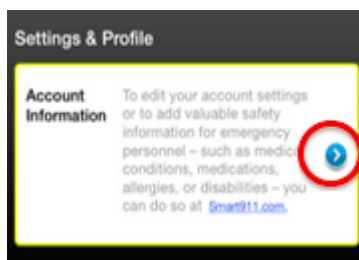 Settings & Profile
Account
Information
To edit your account settings
or to add valuable safety
information for emergency
personnel – such as medical
conditions, medications,
allergies, or disabilities – you
can do so at Smart911.com.